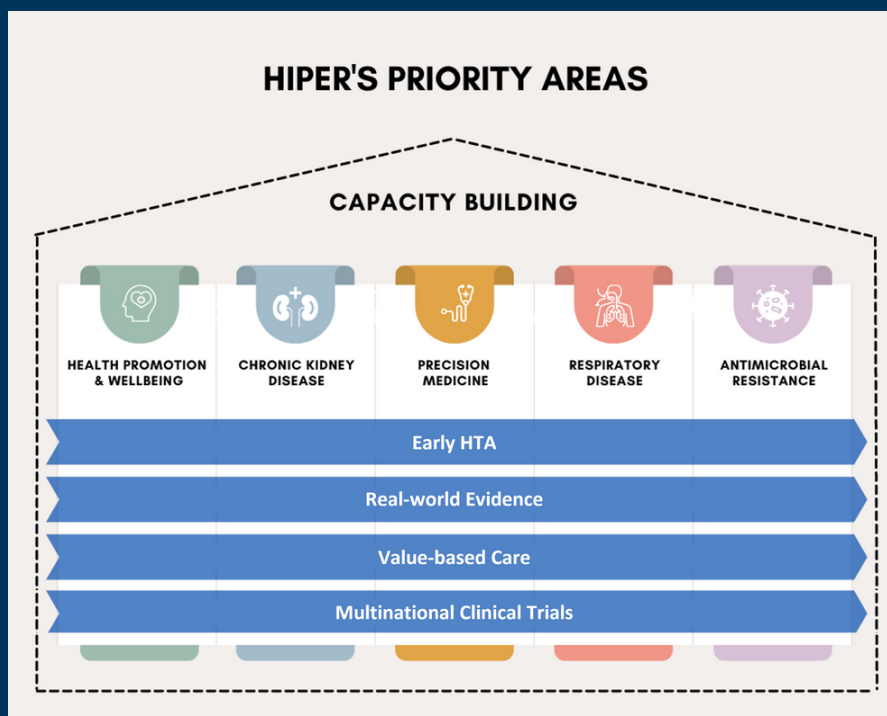 HIPER'S PRIORITY AREAS
CAPACITY BUILDING
HEALTH PROMOTION
& WELLBEING
CHRONIC KIDNEY
DISEASE
PRECISION
MEDICINE
RESPIRATORY
DISEASE
ANTIMICROBIAL
RESISTANCE
Early HTA
Real-world Evidence
Value-based Care
Multinational Clinical Trials